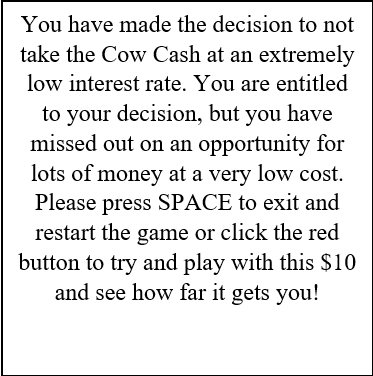 You have made the decision to not
take the Cow Cash at an extremely
low interest rate. You are entitled
to your decision, but you have
missed out on an opportunity for
lots of money at a very low cost.
Please press SPACE to exit and
restart the game or click the red
button to try and play with this $10
and see how far it gets you!